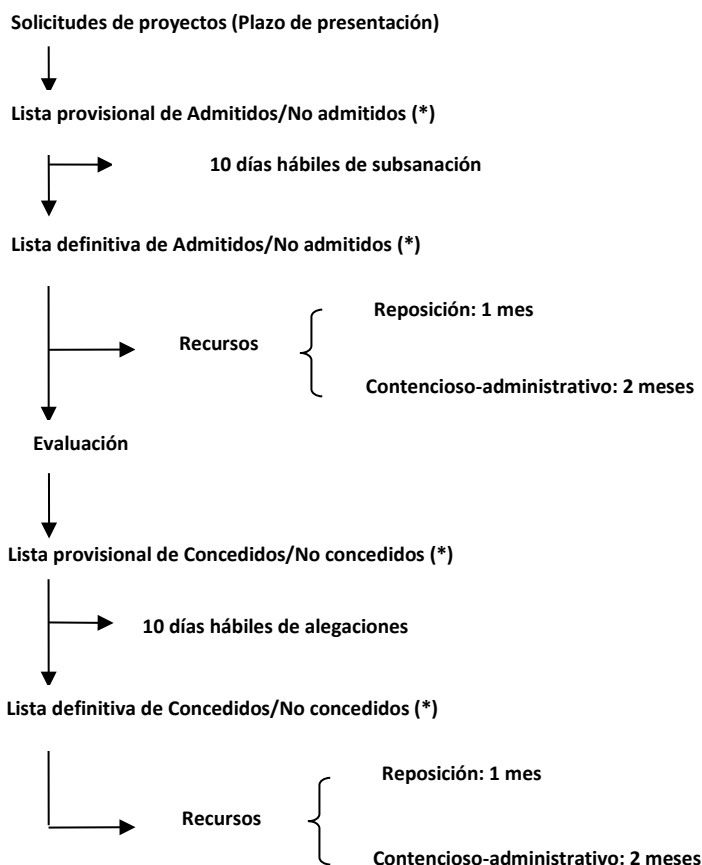 Solicitudes de proyectos (Plazo de presentación)
Lista provisional de Admitidos/No admitidos (*)
10 días hábiles de subsanación
Lista definitiva de Admitidos/No admitidos (*)
Reposición: 1 mes
Recursos
Contencioso-administrativo: 2 meses
Evaluación
Lista provisional de Concedidos/No concedidos (*)
10 días hábiles de alegaciones
Lista definitiva de Concedidos/No concedidos (*)
Reposición: 1 mes
Recursos
Contencioso-administrativo: 2 meses